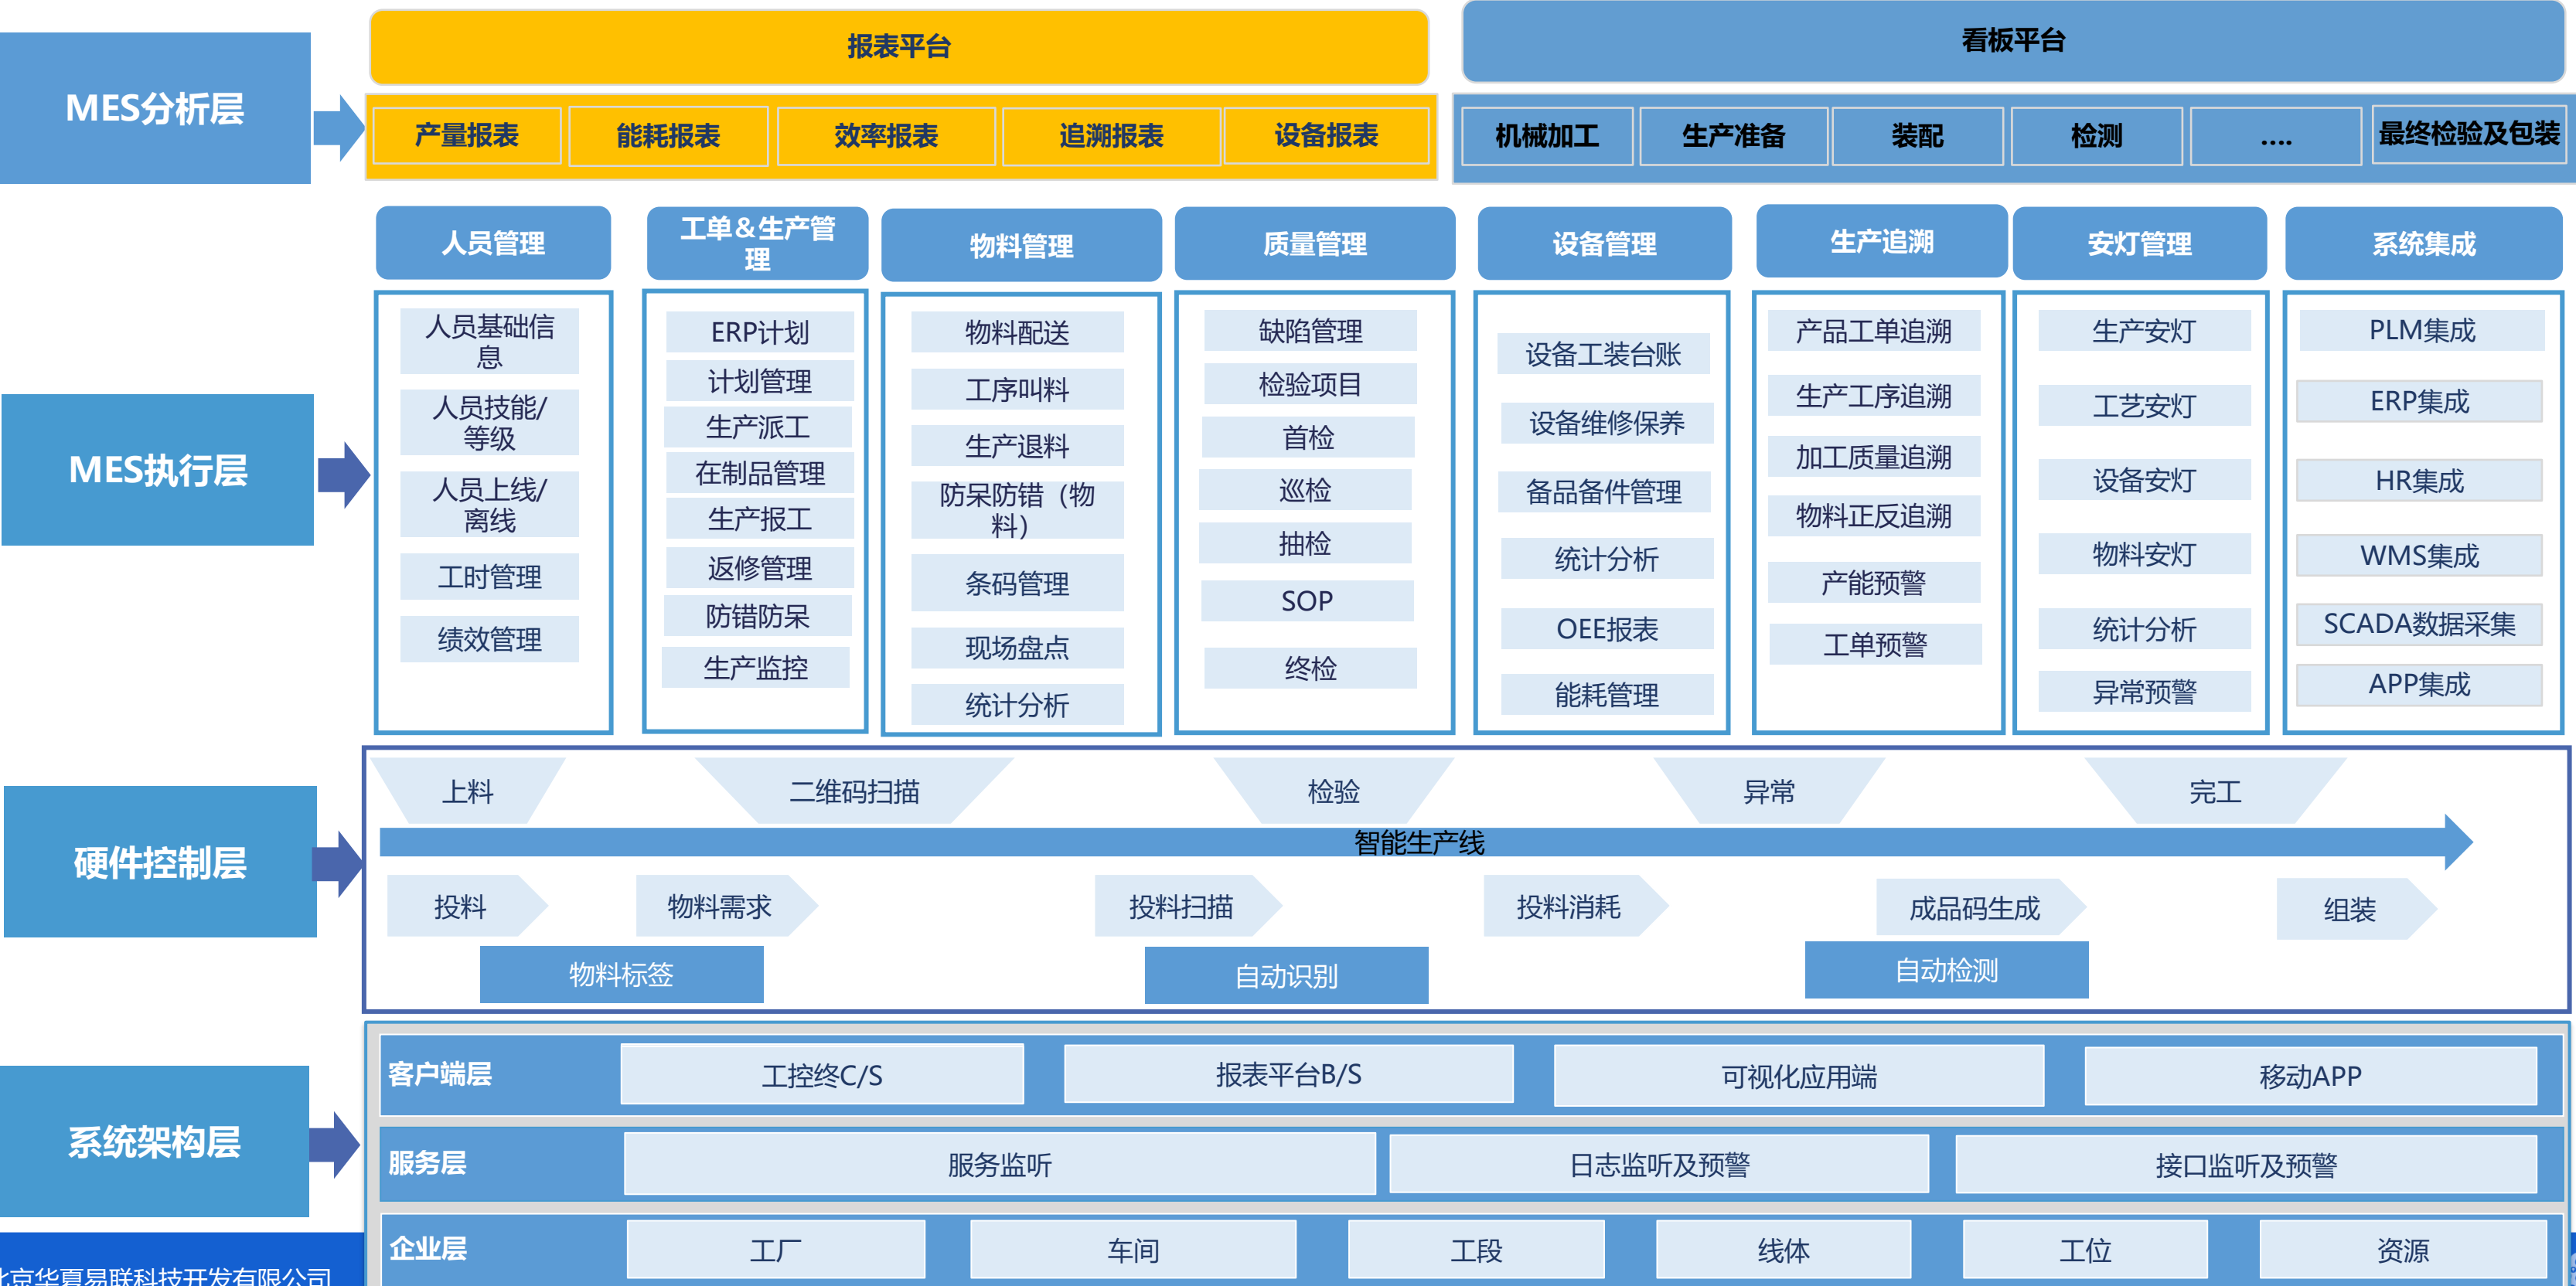 报表平台
看板平台
MES分析层
产量报表
能耗报表
效率报表
追溯报表
设备报表
机械加工
生产准备
装配
检测
....
最终检验及包装
MES执行层
人员管理
人员基础信
息
人员技能/
等级
人员上线/
离线
工时管理
绩效管理
工单&生产管
理
ERP计划
计划管理
生产派工
在制品管理
生产报工
返修管理
防错防呆
生产监控
物料管理
物料配送
工序叫料
生产退料
防呆防错（物
料）
条码管理
现场盘点
统计分析
质量管理
缺陷管理
检验项目
首检
巡检
抽检
SOP
终检
设备管理
设备工装台账
设备维修保养
备品备件管理
统计分析
OEE报表
能耗管理
生产追溯
产品工单追溯
生产工序追溯
加工质量追溯
物料正反追溯
产能预警
工单预警
安灯管理
生产安灯
工艺安灯
设备安灯
物料安灯
统计分析
异常预警
系统集成
PLM集成
ERP集成
HR集成
WMS集成
SCADA数据采集
APP集成
硬件控制层
上料
二维码扫描
检验
异常
完工
智能生产线
投料
物料需求
投料扫描
投料消耗
成品码生成
组装
物料标签
自动识别
自动检测
系统架构层
客户端层
工控终C/S
报表平台B/S
可视化应用端
移动APP
服务层
服务监听
日志监听及预警
接口监听及预警
企业层
工厂
车间
工段
线体
工位
资源
北京华夏易联科技开发有限公司